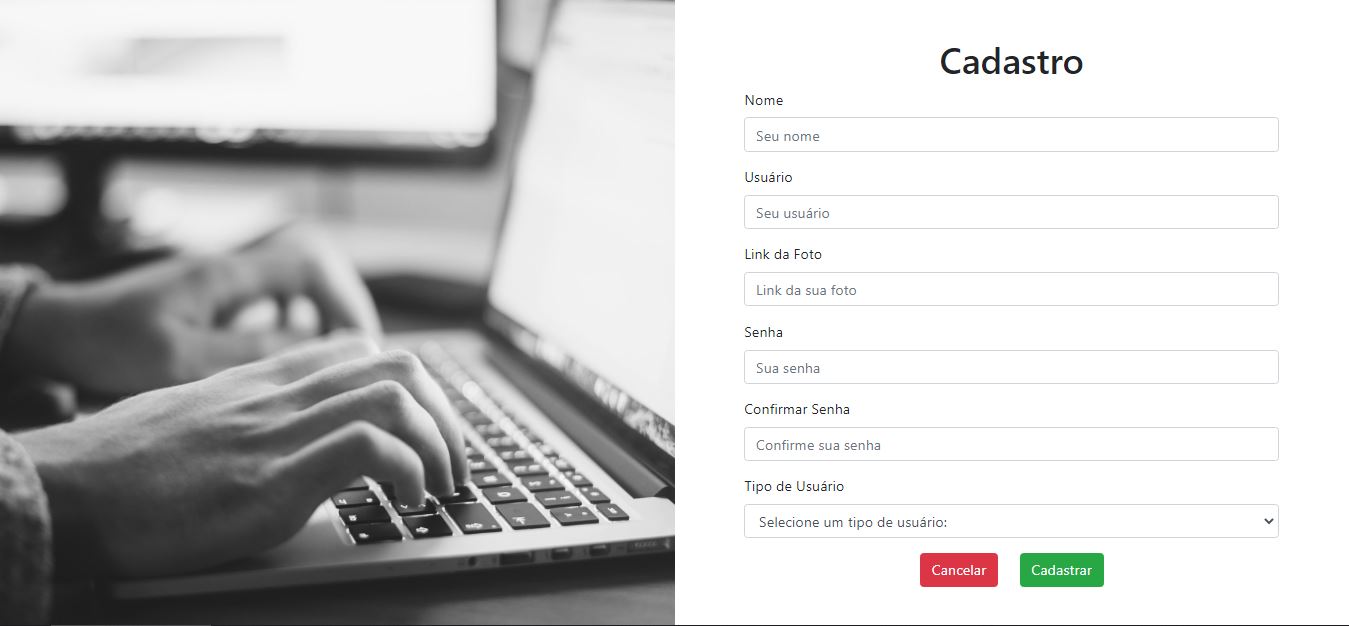 Cadastro
Nome
Seu nome
Usuário
Seu usuário
Link da Foto
Link da sua foto
Senha
Sua senha
Confirmar Senha
Confirme sua senha
Tipo de Usuário
Selecione um tipo de usuário:
Cancelar Cadastrar